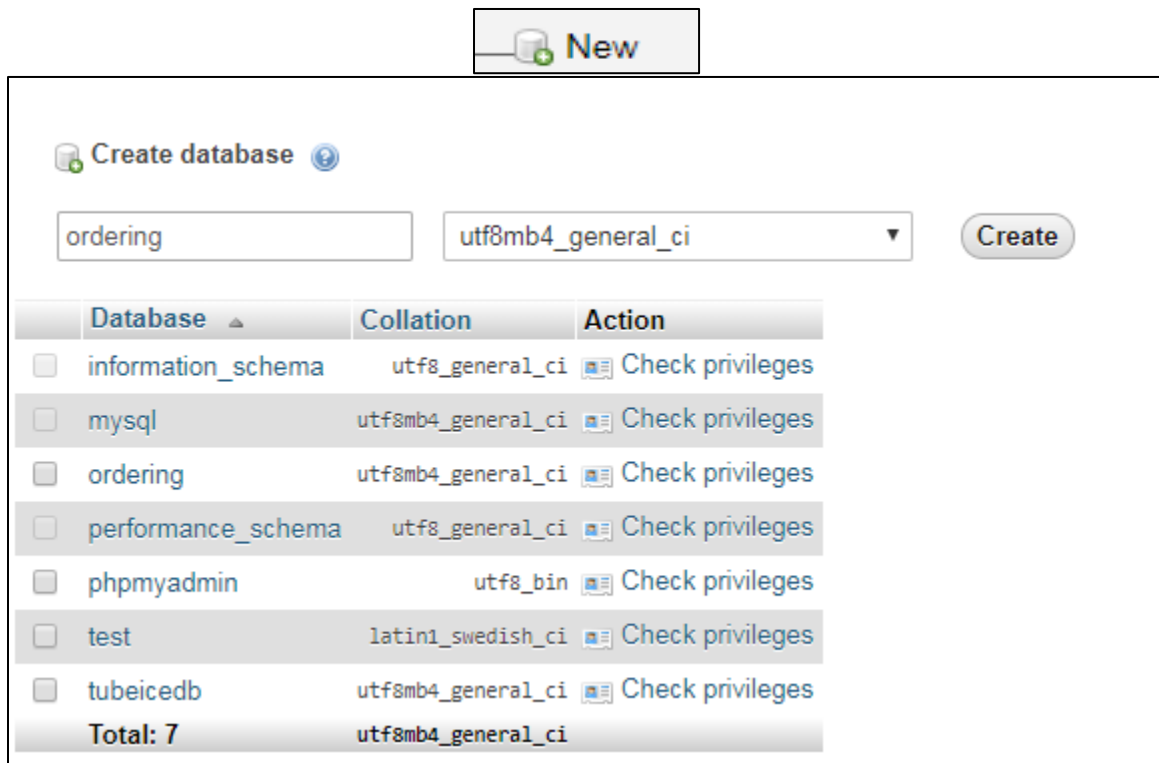 New
Create database
ordering utf8mb4_general_ci Create
Database Collation Action
information_schema utf8_general_ci Check privileges
mysql utf8mb4_general_ci Check privileges
ordering utf8mb4_general_ci Check privileges
performance_schema utf8_general_ci Check privileges
phpmyadmin utf8_bin Check privileges
test latin1_swedish_ci Check privileges
tubeicedb utf8mb4_general_ci Check privileges
Total: 7 utf8mb4_general_ci